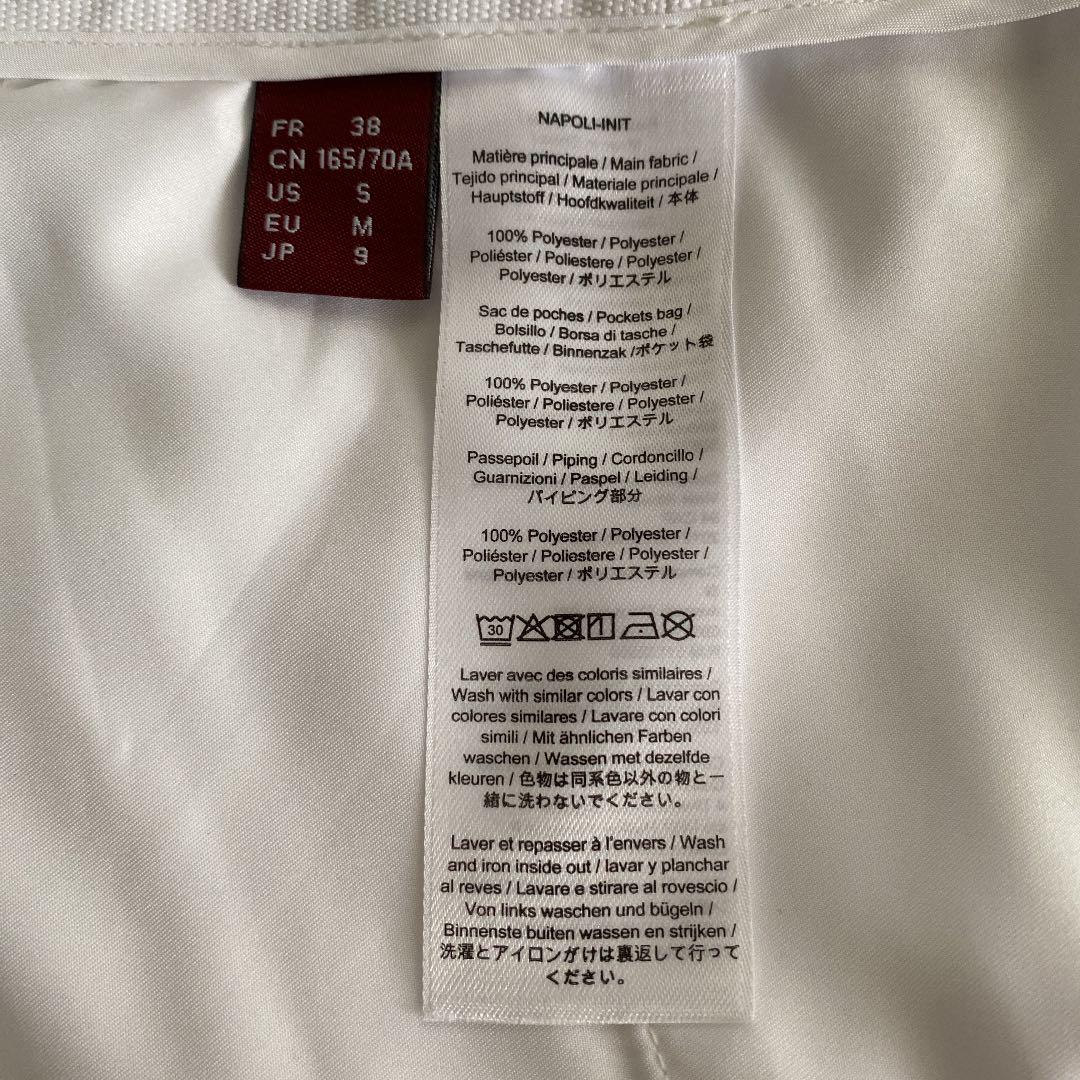 FR 38
CN 165/70A
US S
EU M
JP 9
NAPOLI-INIT
Matière principale / Main fabric /
Tejido principal / Materiale principale /
Hauptstoff / Hoofdkwaliteit / 本体
100% Polyester / Polyester /
Poliéster / Poliestere / Polyester /
Polyester / ポリエステル
Sac de poches / Pockets bag /
Bolsillo / Borsa di tasche /
Taschefutte / Binnenzak /ポケット袋
100% Polyester / Polyester /
Poliéster / Poliestere / Polyester /
Polyester / ポリエステル
Passepoil / Piping / Cordoncillo /
Guarnizioni / Paspel / Leiding /
パイピング部分
100% Polyester / Polyester /
Poliéster / Poliestere / Polyester /
Polyester / ポリエステル
30
Laver avec des coloris similaires /
Wash with similar colors / Lavar con
colores similares / Lavare con colori
simili / Mit ähnlichen Farben
waschen / Wassen met dezelfde
kleuren / 色物は同系色以外の物と一
緒に洗わないでください。
Laver et repasser à l'envers / Wash
and iron inside out / lavar y planchar
al reves / Lavare e stirare al rovescio /
Von links waschen und bügeln /
Binnenste buiten wassen en strijken /
洗濯とアイロンがけは裏返して行って
ください。